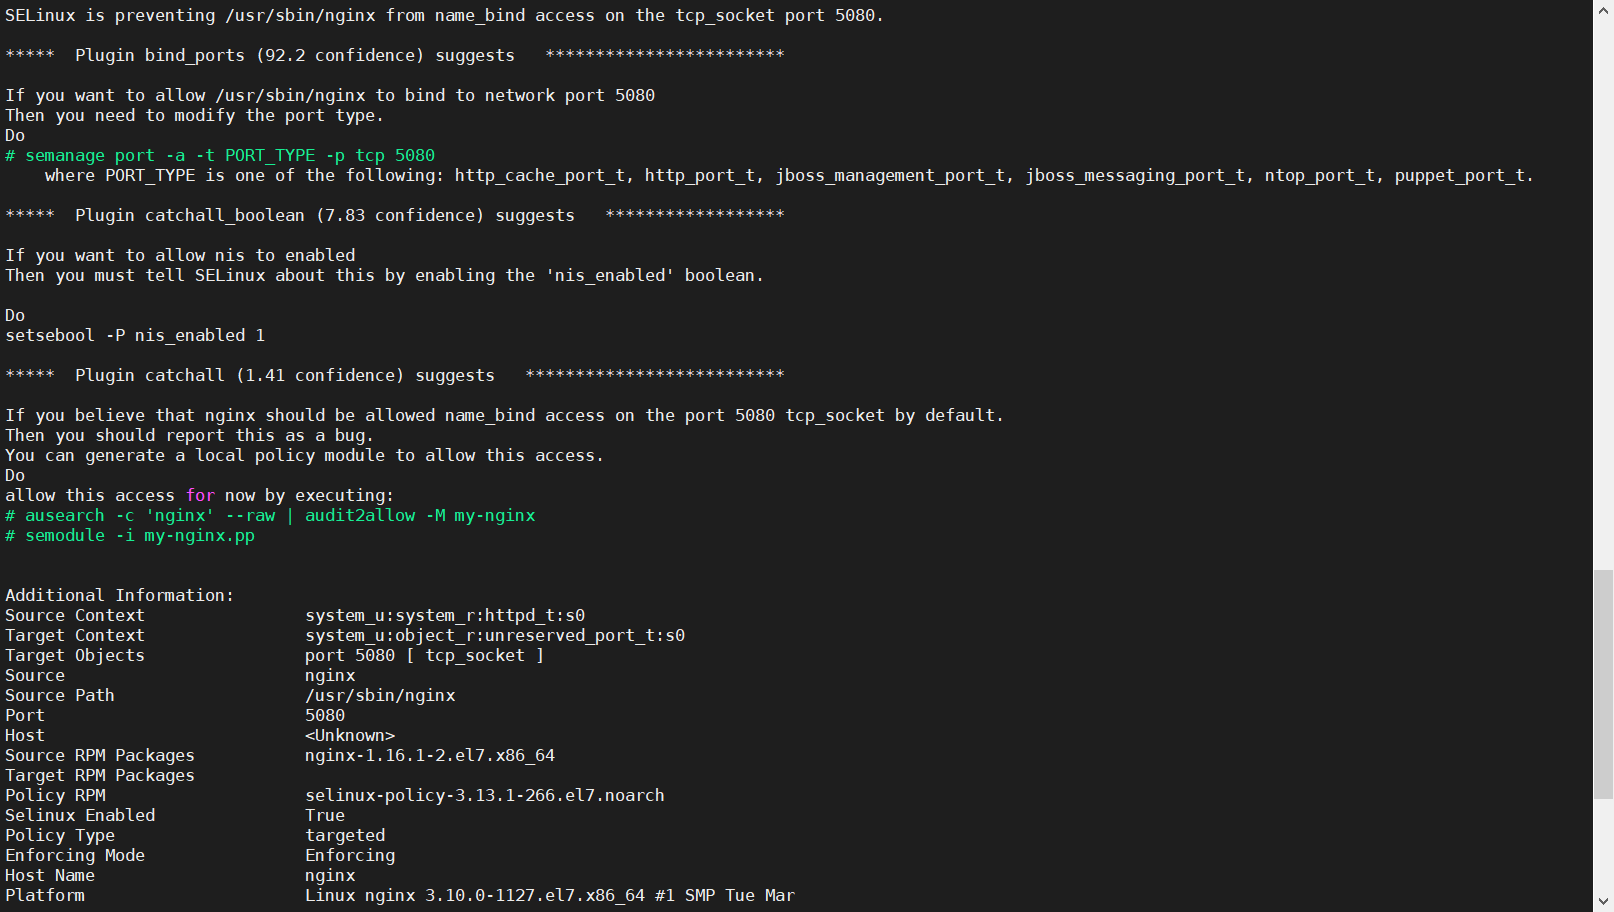 SELinux is preventing /usr/sbin/nginx from name_bind access on the tcp_socket port 5080.
*****  Plugin bind_ports (92.2 confidence) suggests   ************************
If you want to allow /usr/sbin/nginx to bind to network port 5080
Then you need to modify the port type.
Do
# semanage port -a -t PORT_TYPE -p tcp 5080
    where PORT_TYPE is one of the following: http_cache_port_t, http_port_t, jboss_management_port_t, jboss_messaging_port_t, ntop_port_t, puppet_port_t.
*****  Plugin catchall_boolean (7.83 confidence) suggests   ******************
If you want to allow nis to enabled
Then you must tell SELinux about this by enabling the 'nis_enabled' boolean.
Do
setsebool -P nis_enabled 1
*****  Plugin catchall (1.41 confidence) suggests   **************************
If you believe that nginx should be allowed name_bind access on the port 5080 tcp_socket by default.
Then you should report this as a bug.
You can generate a local policy module to allow this access.
Do
allow this access for now by executing:
# ausearch -c 'nginx' --raw | audit2allow -M my-nginx
# semodule -i my-nginx.pp
Additional Information:
Source Context                system_u:system_r:httpd_t:s0
Target Context                system_u:object_r:unreserved_port_t:s0
Target Objects                port 5080 [ tcp_socket ]
Source                        nginx
Source Path                   /usr/sbin/nginx
Port                          5080
Host                          <Unknown>
Source RPM Packages           nginx-1.16.1-2.el7.x86_64
Target RPM Packages
Policy RPM                    selinux-policy-3.13.1-266.el7.noarch
Selinux Enabled               True
Policy Type                   targeted
Enforcing Mode                Enforcing
Host Name                     nginx
Platform                      Linux nginx 3.10.0-1127.el7.x86_64 #1 SMP Tue Mar